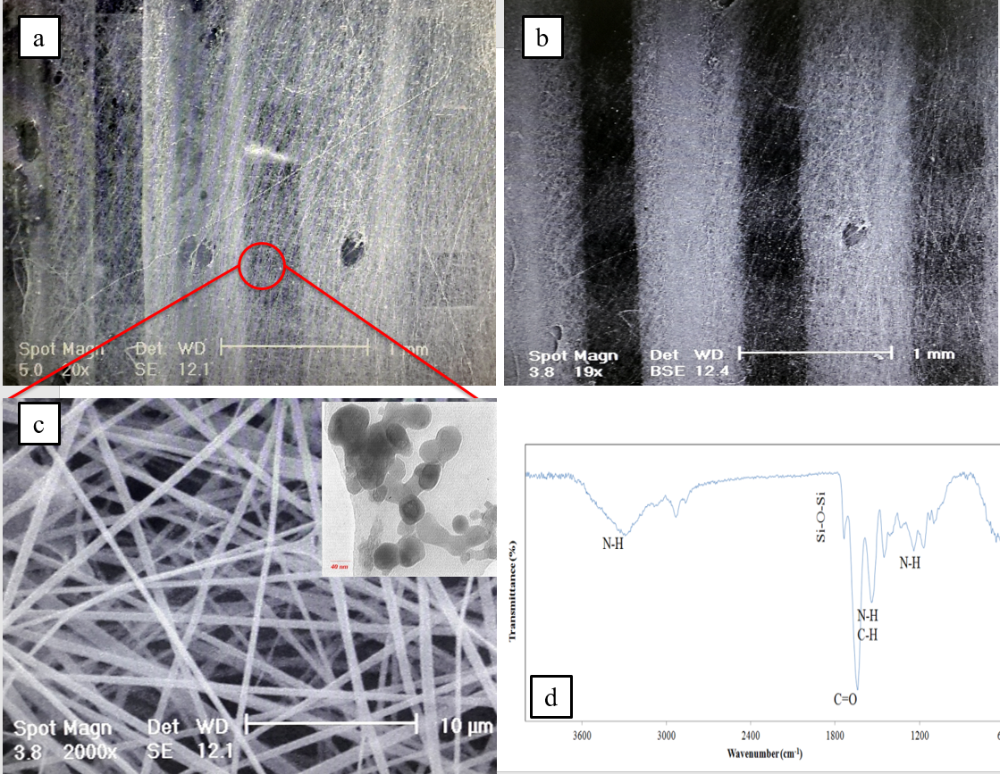 a
Spot Magn Det WD
5.0 20x SE 12.1
b
Spot Magn Det WD 1 mm
3.8 19x BSE 12.4
c
40 nm
Spot Magn Det WD 10 µm
3.8 2000x SE 12.1
d
Transmittance (%)
N-H
Si-O-Si
N-H
N-H
C-H
C=O
3600 3000 2400 1800 1200
Wavenumber (cm-1)